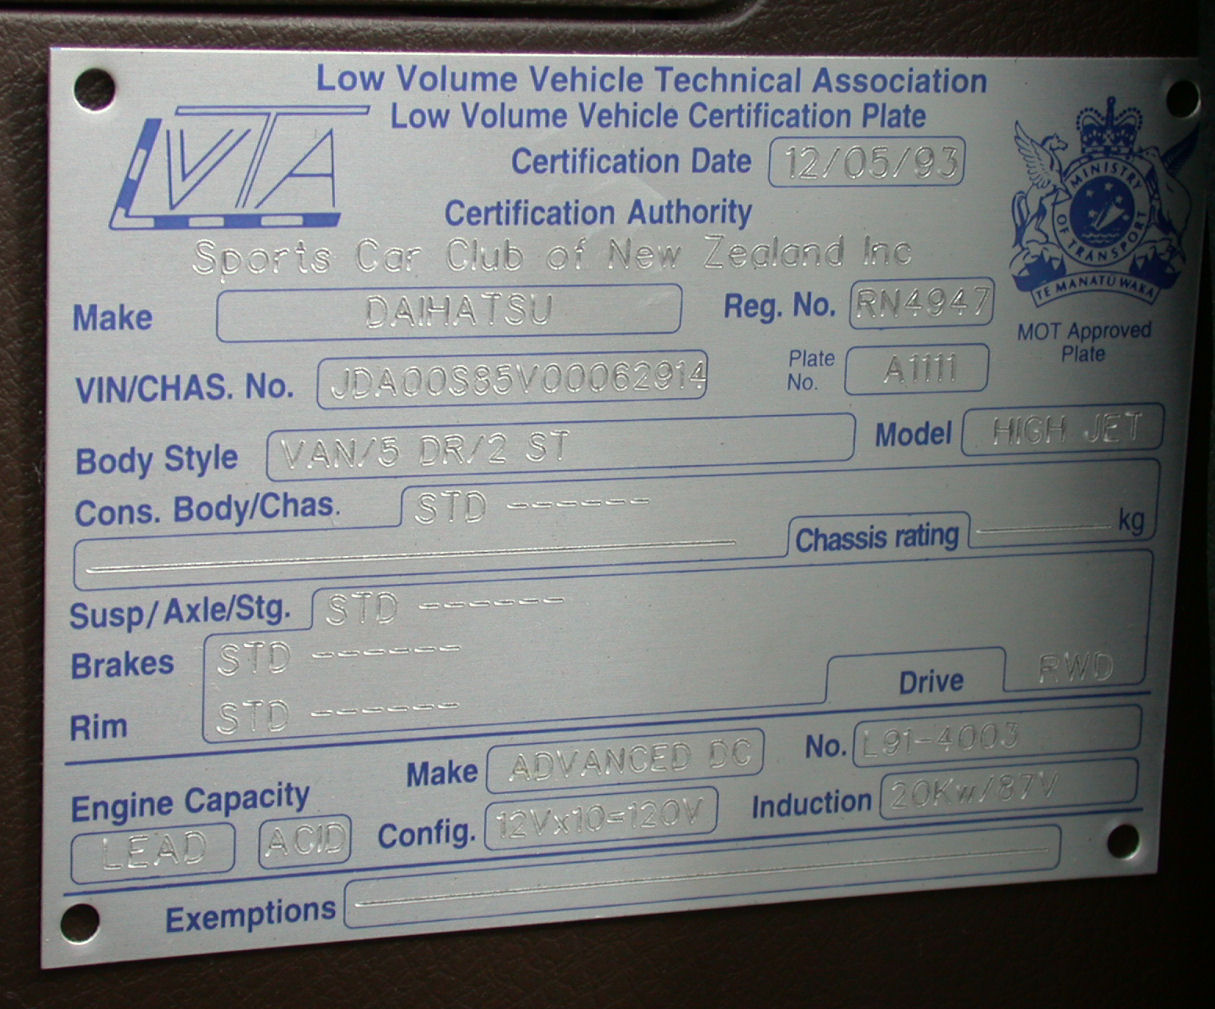 Low Volume Vehicle Technical Association
LVVTA
Low Volume Vehicle Certification Plate
Certification Date 12/05/93
Certification Authority
Sports Car Club of New Zealand Inc
MINISTRY OF TRANSPORT
TE MANATU WAKA
MOT Approved
Plate
Make DAIHATSU Reg. No. RN4947
VIN/CHAS. No. JDA00S85V00062914 Plate No. A1111
Body Style VAN/5 DR/2 ST Model HIGH JET
Cons. Body/Chas. STD ------
Chassis rating kg
Susp/Axle/Stg. STD ------
Brakes STD ------
Rim STD ------ Drive RWD
Make ADVANCED DC No. L91-4003
Engine Capacity
LEAD ACID Config. 12Vx10=120V Induction 20Kw/87V
Exemptions